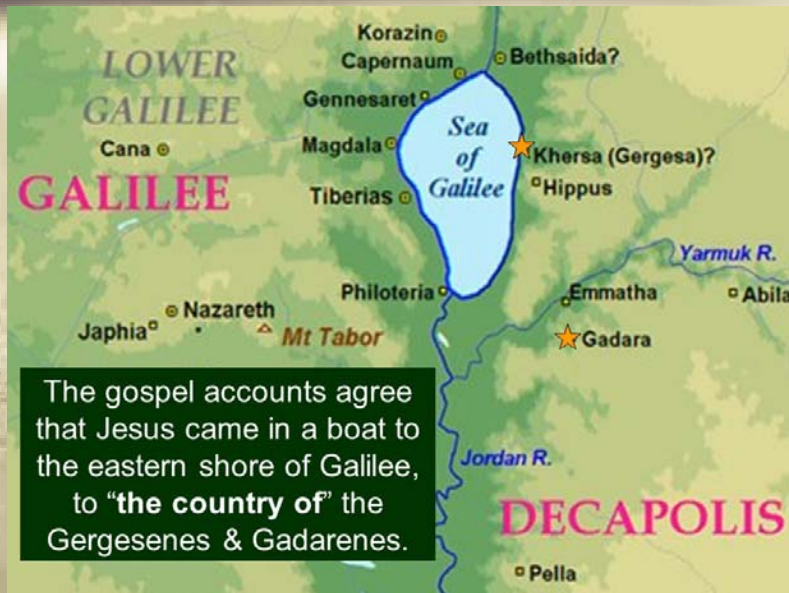 Korazin
Capernaum
Bethsaida?
LOWER
GALILEE
Gennesaret
Cana
Magdala
Sea
of
Galilee
Khersa (Gergesa)?
Hippus
GALILEE
Tiberias
Yarmuk R.
Philoteria
Emmatha
Abila
Nazareth
Japhia
Mt Tabor
Gadara
The gospel accounts agree
that Jesus came in a boat to
the eastern shore of Galilee,
to “the country of” the
Gergesenes & Gadarenes.
Jordan R.
DECAPOLIS
Pella